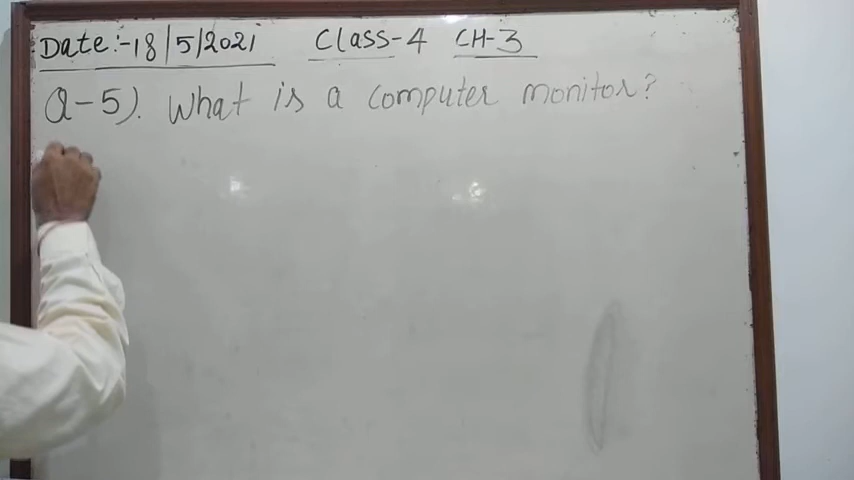 Date:-18/5/2021 Class-4 CH-3
Q-5). What is a computer monitor?